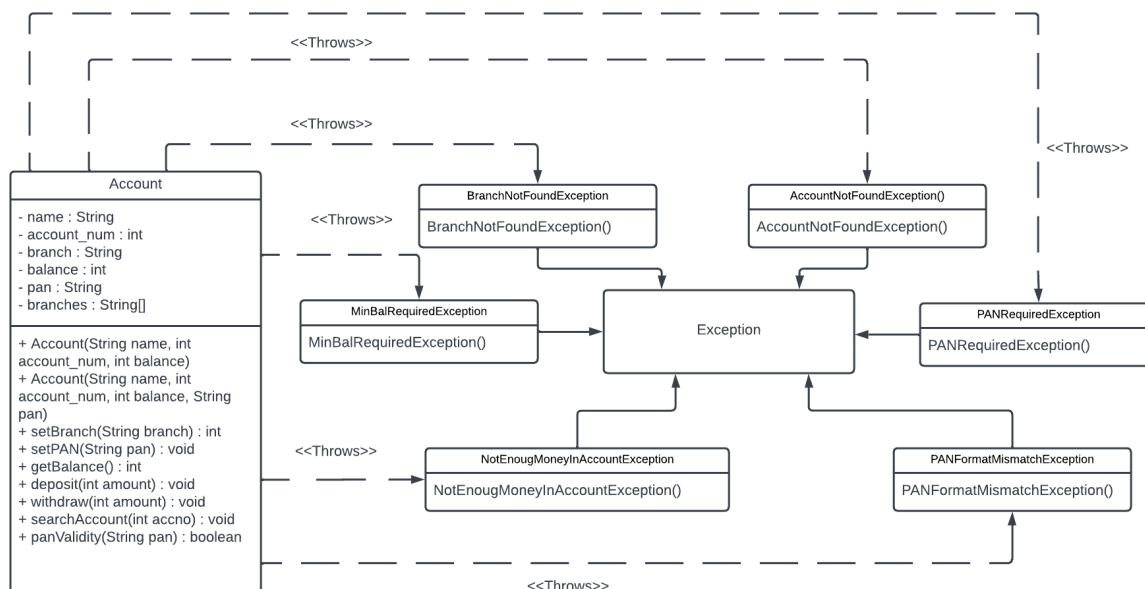 <<Throws>>
<<Throws>>
<<Throws>>
<<Throws>>
Account
- name : String
- account_num : int
- branch : String
- balance : int
- pan : String
- branches : String[]
+ Account(String name, int
account_num, int balance)
+ Account(String name, int
account_num, int balance, String
pan)
+ setBranch(String branch) : int
+ setPAN(String pan) : void
+ getBalance() : int
+ deposit(int amount) : void
+ withdraw(int amount) : void
+ searchAccount(int accno) : void
+ panValidity(String pan) : boolean
BranchNotFoundException
BranchNotFoundException()
AccountNotFoundException()
AccountNotFoundException()
<<Throws>>
MinBalRequiredException
MinBalRequiredException()
Exception
PANRequiredException
PANRequiredException()
<<Throws>>
NotEnougMoneyInAccountException
NotEnougMoneyInAccountException()
PANFormatMismatchException
PANFormatMismatchException()